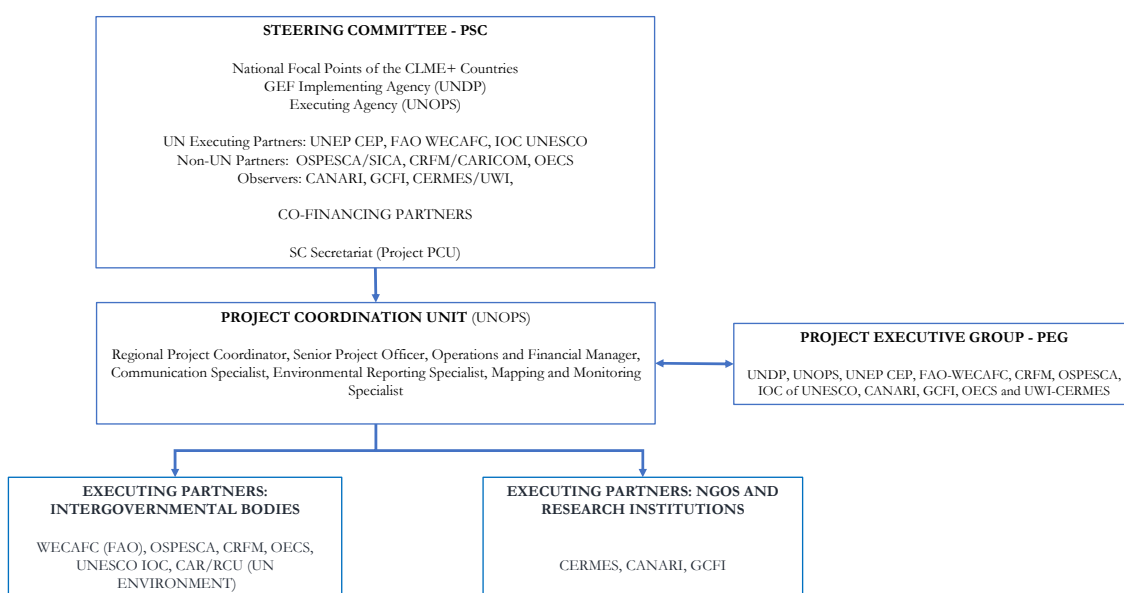 STEERING COMMITTEE - PSC
National Focal Points of the CLME+ Countries
GEF Implementing Agency (UNDP)
Executing Agency (UNOPS)
UN Executing Partners: UNEP CEP, FAO WECAFC, IOC UNESCO
Non-UN Partners: OSPESCA/SICA, CRFM/CARICOM, OECS
Observers: CANARI, GCFI, CERMES/UWI,
CO-FINANCING PARTNERS
SC Secretariat (Project PCU)
PROJECT COORDINATION UNIT (UNOPS)
Regional Project Coordinator, Senior Project Officer, Operations and Financial Manager,
Communication Specialist, Environmental Reporting Specialist, Mapping and Monitoring
Specialist
PROJECT EXECUTIVE GROUP - PEG
UNDP, UNOPS, UNEP CEP, FAO-WECAFC, CRFM, OSPESCA,
IOC of UNESCO, CANARI, GCFI, OECS and UWI-CERMES
EXECUTING PARTNERS:
INTERGOVERNMENTAL BODIES
WECAFC (FAO), OSPESCA, CRFM, OECS,
UNESCO IOC, CAR/RCU (UN
ENVIRONMENT)
EXECUTING PARTNERS: NGOS AND
RESEARCH INSTITUTIONS
CERMES, CANARI, GCFI